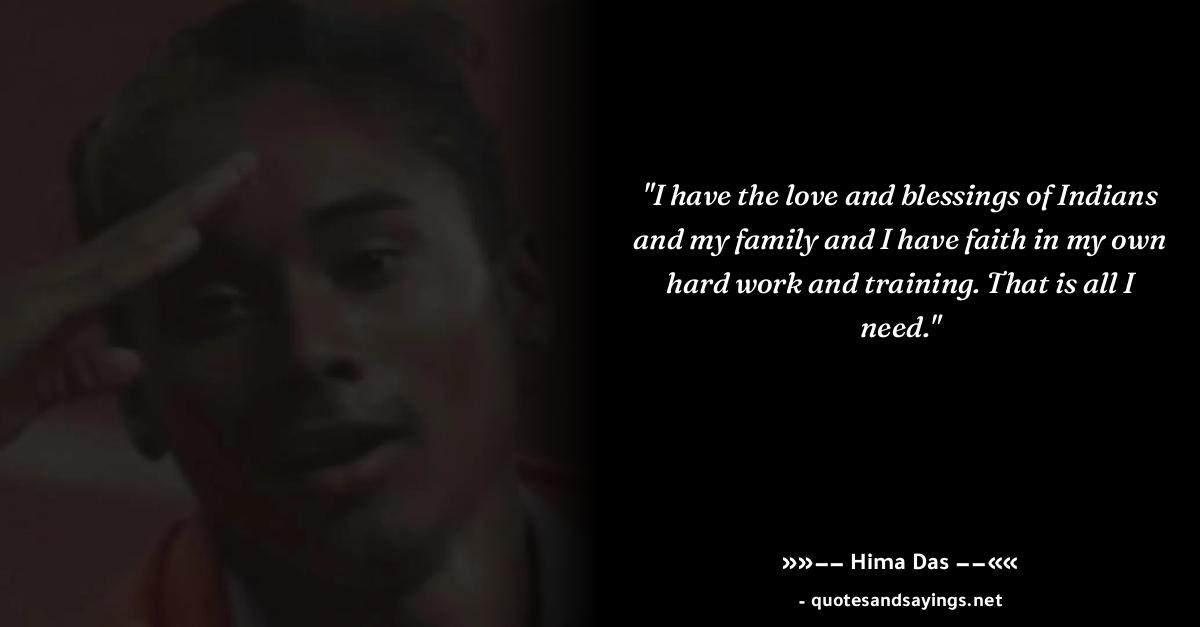 "I have the love and blessings of Indians
and my family and I have faith in my own
hard work and training. That is all I
need."
»»−− Hima Das −−««
- quotesandsayings.net